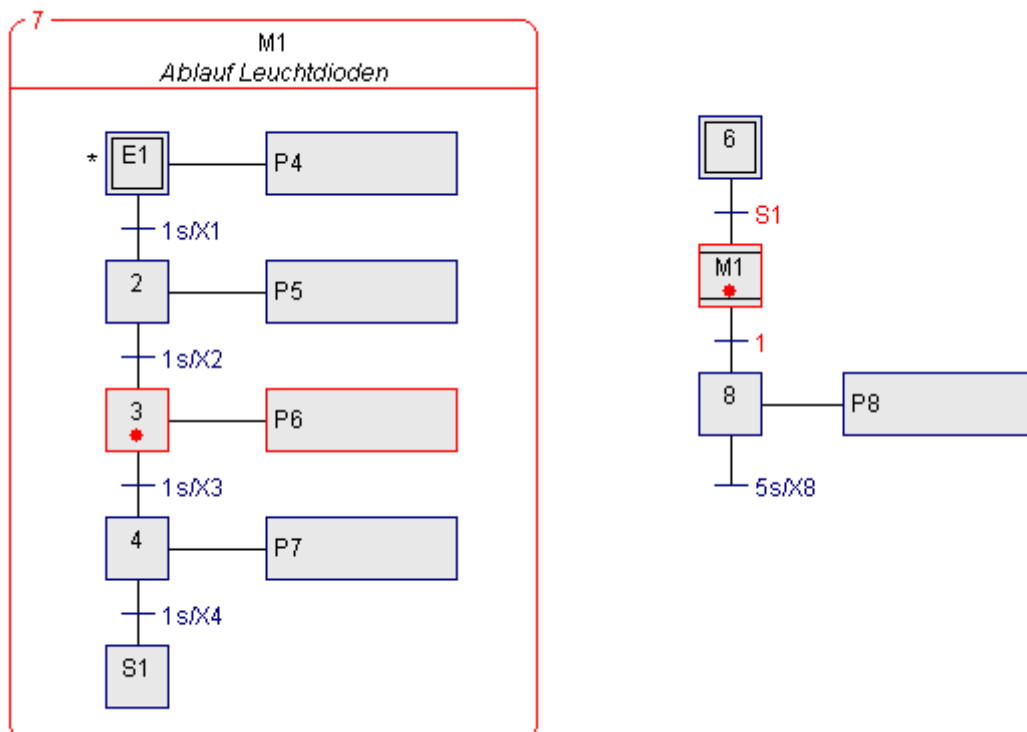 7
M1
Ablauf Leuchtdioden
* E1 P4
1s/X1
2 P5
1s/X2
3 P6
1s/X3
4 P7
1s/X4
S1
6
S1
M1
1
8 P8
5s/X8